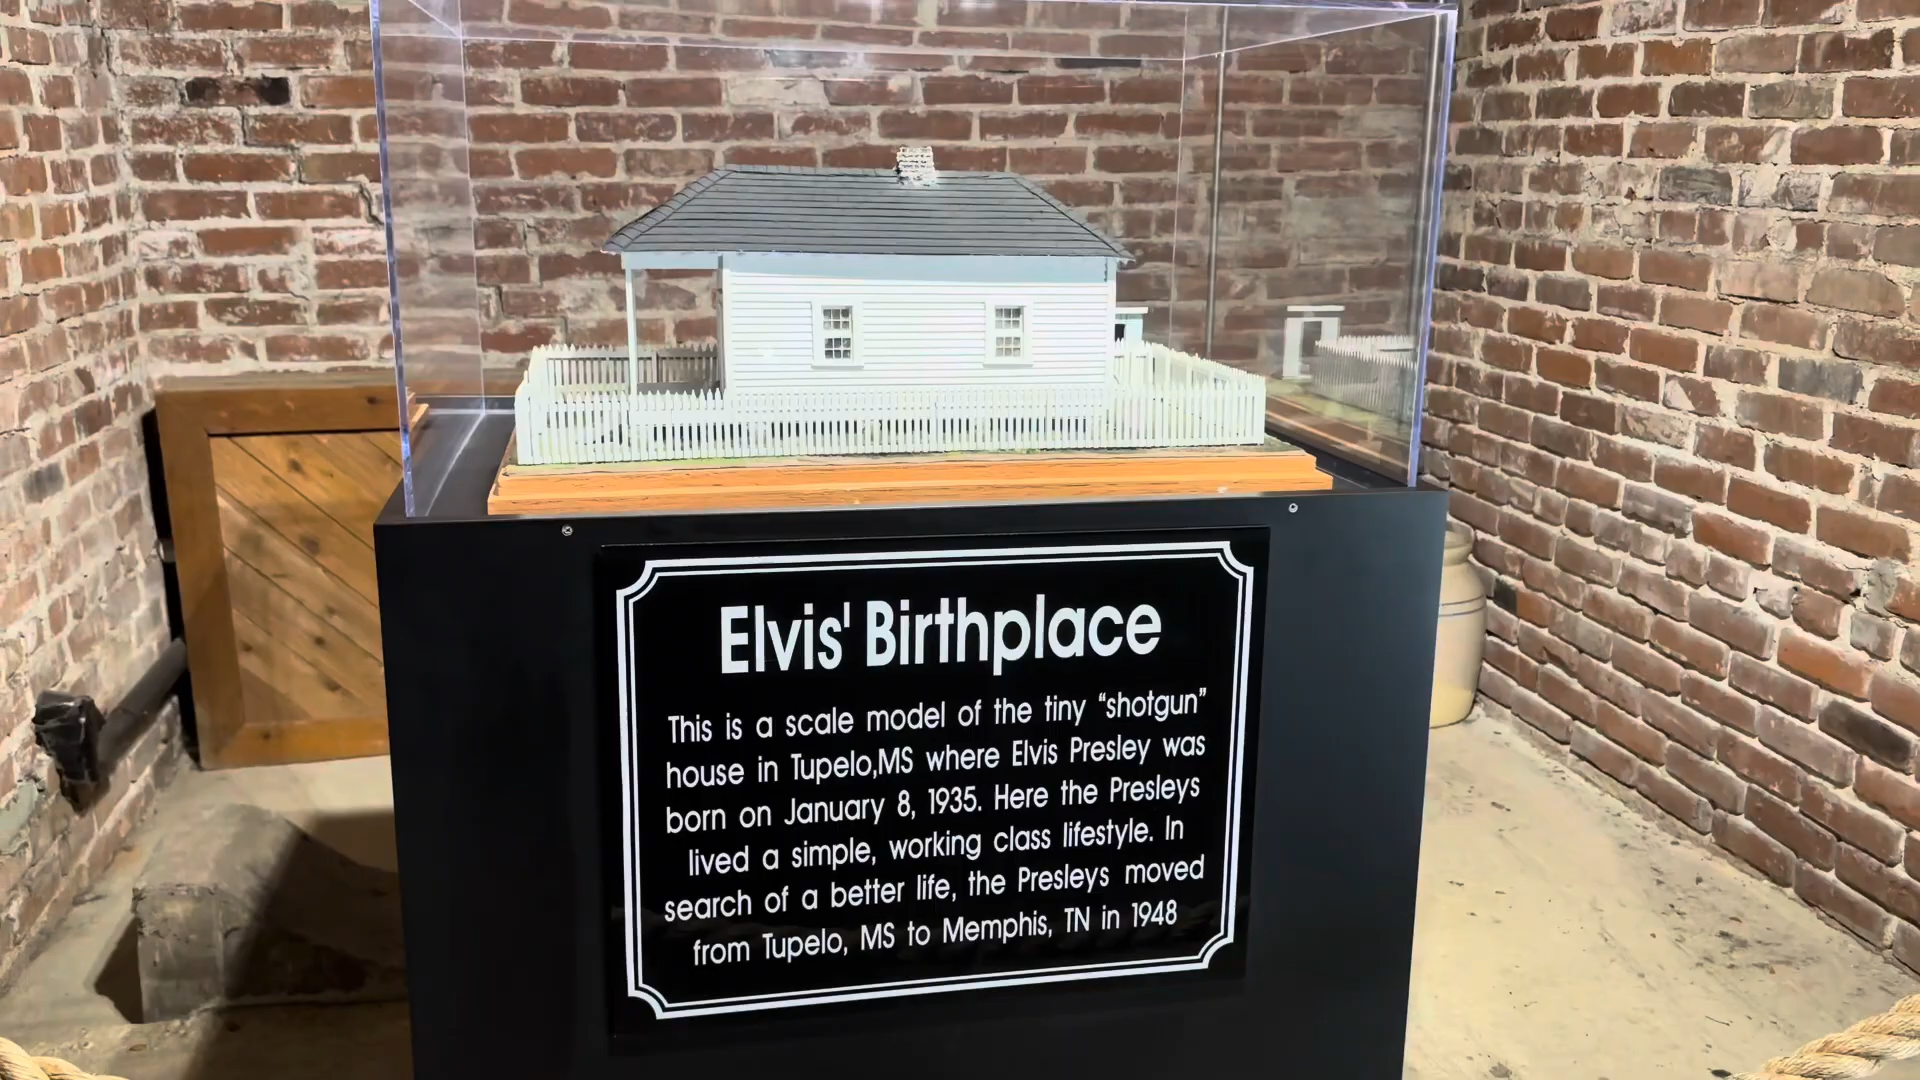 Elvis' Birthplace
This is a scale model of the tiny “shotgun”
house in Tupelo,MS where Elvis Presley was
born on January 8, 1935. Here the Presleys
lived a simple, working class lifestyle. In
search of a better life, the Presleys moved
from Tupelo, MS to Memphis, TN in 1948